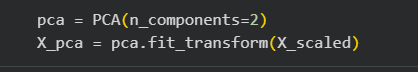 pca = PCA(n_components=2)
X_pca = pca.fit_transform(X_scaled)